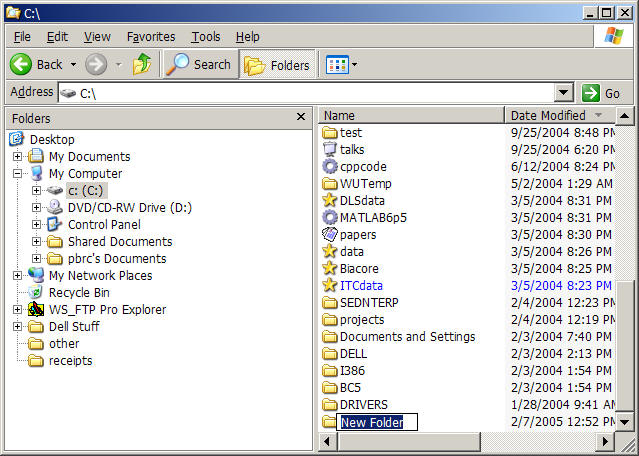 C:\
File Edit View Favorites Tools Help
Back Search Folders
Address C:\ Go
Folders
Desktop
My Documents
My Computer
c: (C:)
DVD/CD-RW Drive (D:)
Control Panel
Shared Documents
pbrc's Documents
My Network Places
Recycle Bin
WS_FTP Pro Explorer
Dell Stuff
other
receipts
Name Date Modified
test 9/25/2004 8:48 PM
talks 9/25/2004 6:20 PM
cppcode 6/12/2004 8:24 PM
WUTemp 5/2/2004 1:29 AM
DLSdata 3/5/2004 8:31 PM
MATLAB6p5 3/5/2004 8:31 PM
papers 3/5/2004 8:30 PM
data 3/5/2004 8:26 PM
Biacore 3/5/2004 8:25 PM
ITCdata 3/5/2004 8:23 PM
SEDNTERP 2/4/2004 12:23 PM
projects 2/4/2004 12:19 PM
Documents and Settings 2/3/2004 7:40 PM
DELL 2/3/2004 2:13 PM
I386 2/3/2004 1:54 PM
BC5 2/3/2004 1:54 PM
DRIVERS 1/28/2004 9:41 AM
New Folder 2/7/2005 12:52 PM